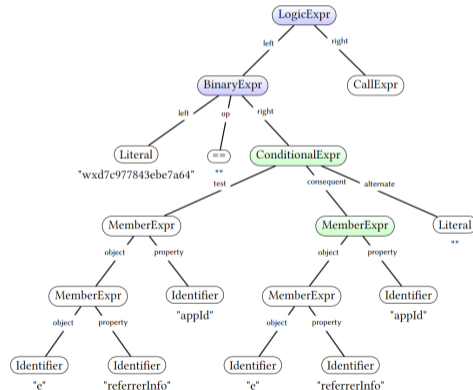 LogicExpr
left right
BinaryExpr CallExpr
left op right
Literal == ConditionalExpr
"wxd7c977843ebe7a64" ""
test consequent alternate
MemberExpr MemberExpr Literal
""
object property object property
MemberExpr Identifier MemberExpr Identifier
"appId" "appId"
object property object property
Identifier Identifier Identifier Identifier
"e" "referrerInfo" "e" "referrerInfo"